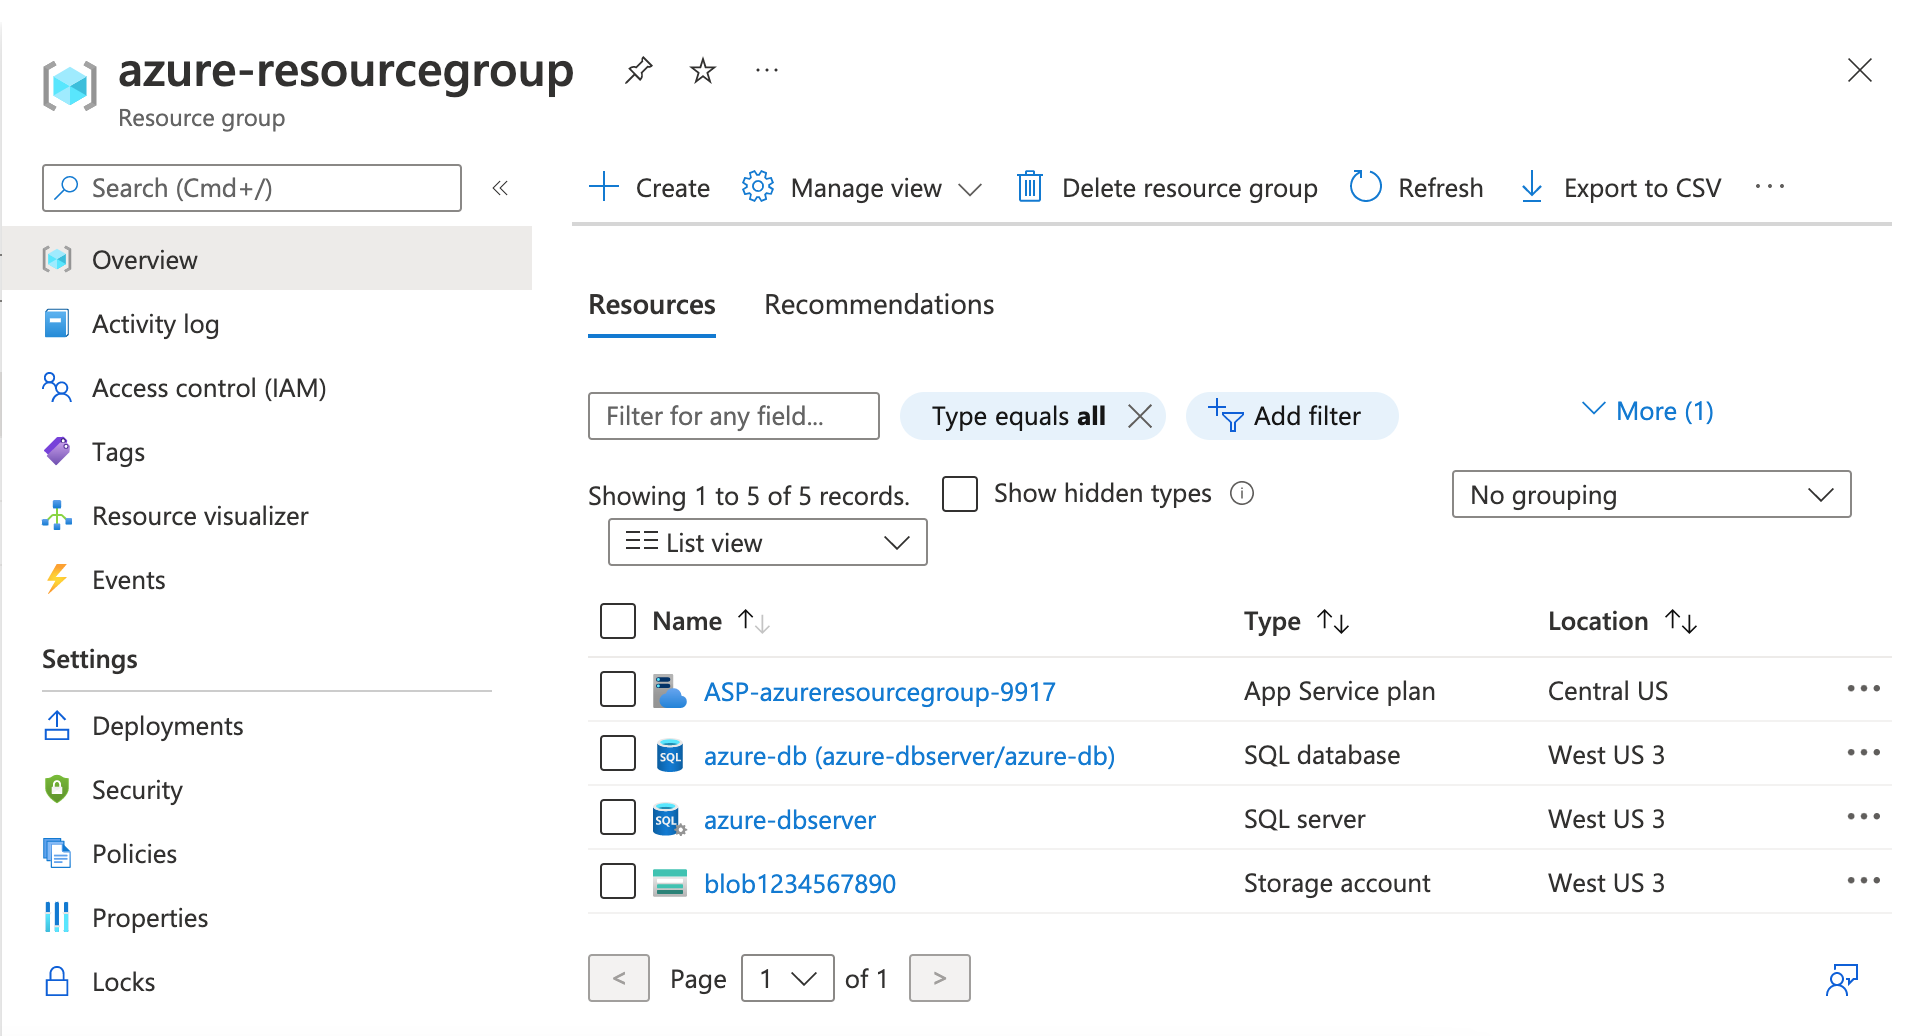 azure-resourcegroup
Resource group
Search (Cmd+/)
«
Overview
Activity log
Access control (IAM)
Tags
Resource visualizer
Events
Settings
Deployments
Security
Policies
Properties
Locks
Create Manage view Delete resource group Refresh Export to CSV
Resources Recommendations
Filter for any field... Type equals all Add filter More (1)
Showing 1 to 5 of 5 records. Show hidden types No grouping
List view
Name Type Location
ASP-azureresourcegroup-9917 App Service plan Central US
SQL azure-db (azure-dbserver/azure-db) SQL database West US 3
SQL azure-dbserver SQL server West US 3
blob1234567890 Storage account West US 3
< Page 1 of 1 >